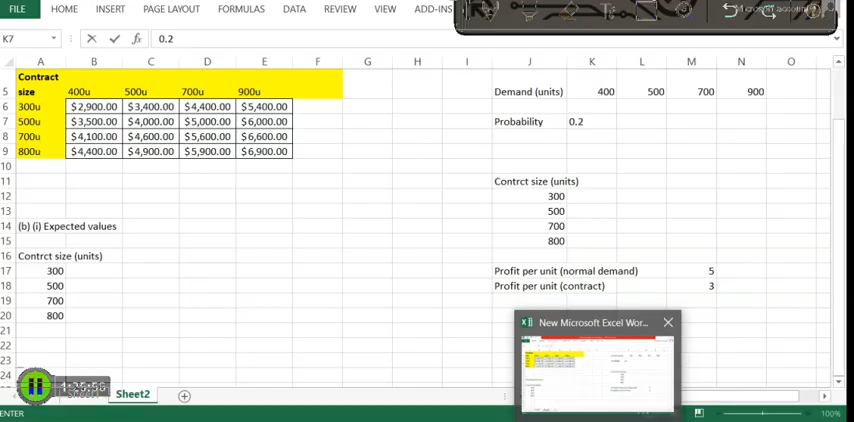 FILE HOME INSERT PAGE LAYOUT FORMULAS DATA REVIEW VIEW ADD-INS
K7 fx 0.2
A B C D E F G H I J K L M N O
Contract
5 size 400u 500u 700u 900u Demand (units) 400 500 700 900
6 300u $2,900.00 $3,400.00 $4,400.00 $5,400.00
7 500u $3,500.00 $4,000.00 $5,000.00 $6,000.00 Probability 0.2
8 700u $4,100.00 $4,600.00 $5,600.00 $6,600.00
9 800u $4,400.00 $4,900.00 $5,900.00 $6,900.00
10
11 Contrct size (units)
12 300
13 500
14 (b) (i) Expected values 700
15 800
16 Contrct size (units)
17 300 Profit per unit (normal demand) 5
18 500 Profit per unit (contract) 3
19 700
20 800
21 New Microsoft Excel Wor...
22
23
24
1:25:56
Sheet2
ENTER 100%